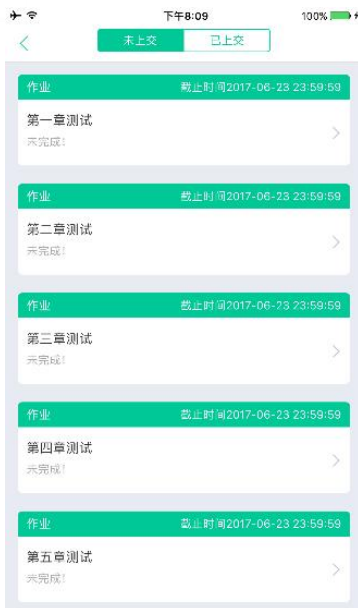 下午8:09 100%
未上交 已上交
作业 截止时间2017-06-23 23:59:59
第一章测试
未完成!
作业 截止时间2017-06-23 23:59:59
第二章测试
未完成!
作业 截止时间2017-06-23 23:59:59
第三章测试
未完成!
作业 截止时间2017-06-23 23:59:59
第四章测试
未完成!
作业 截止时间2017-06-23 23:59:59
第五章测试
未完成!